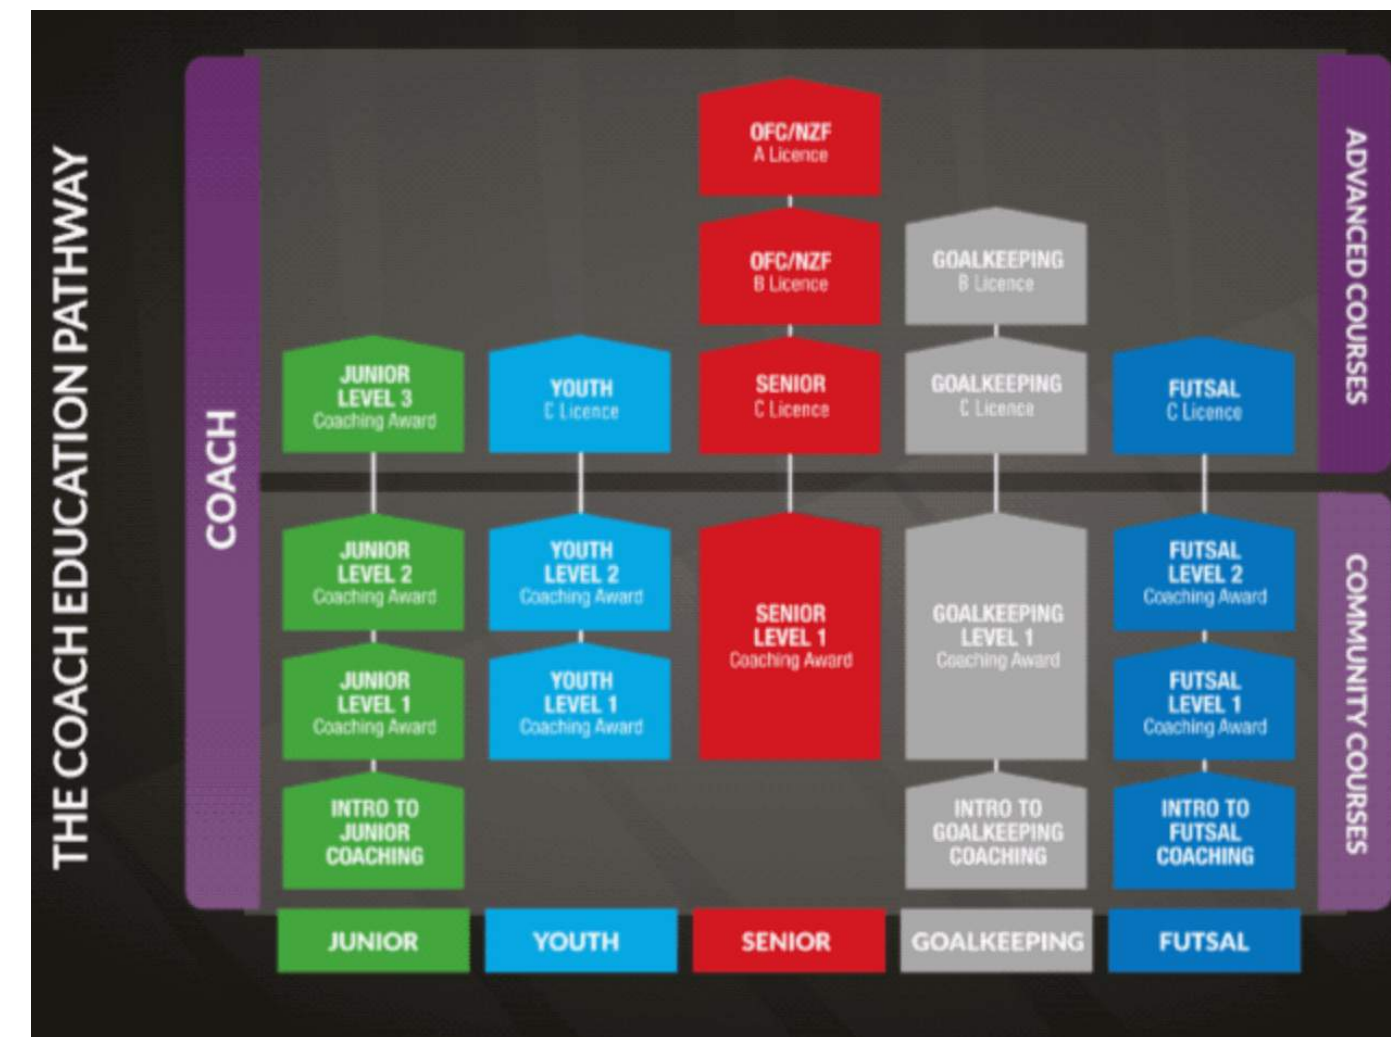 THE COACH EDUCATION PATHWAY
COACH
ADVANCED COURSES
COMMUNITY COURSES
OFC/NZF
A Licence
OFC/NZF
B Licence
GOALKEEPING
B Licence
JUNIOR
LEVEL 3
Coaching Award
YOUTH
C Licence
SENIOR
C Licence
GOALKEEPING
C Licence
FUTSAL
C Licence
JUNIOR
LEVEL 2
Coaching Award
YOUTH
LEVEL 2
Coaching Award
SENIOR
LEVEL 1
Coaching Award
GOALKEEPING
LEVEL 1
Coaching Award
FUTSAL
LEVEL 2
Coaching Award
JUNIOR
LEVEL 1
Coaching Award
YOUTH
LEVEL 1
Coaching Award
FUTSAL
LEVEL 1
Coaching Award
INTRO TO
JUNIOR
COACHING
INTRO TO
GOALKEEPING
COACHING
INTRO TO
FUTSAL
COACHING
JUNIOR
YOUTH
SENIOR
GOALKEEPING
FUTSAL